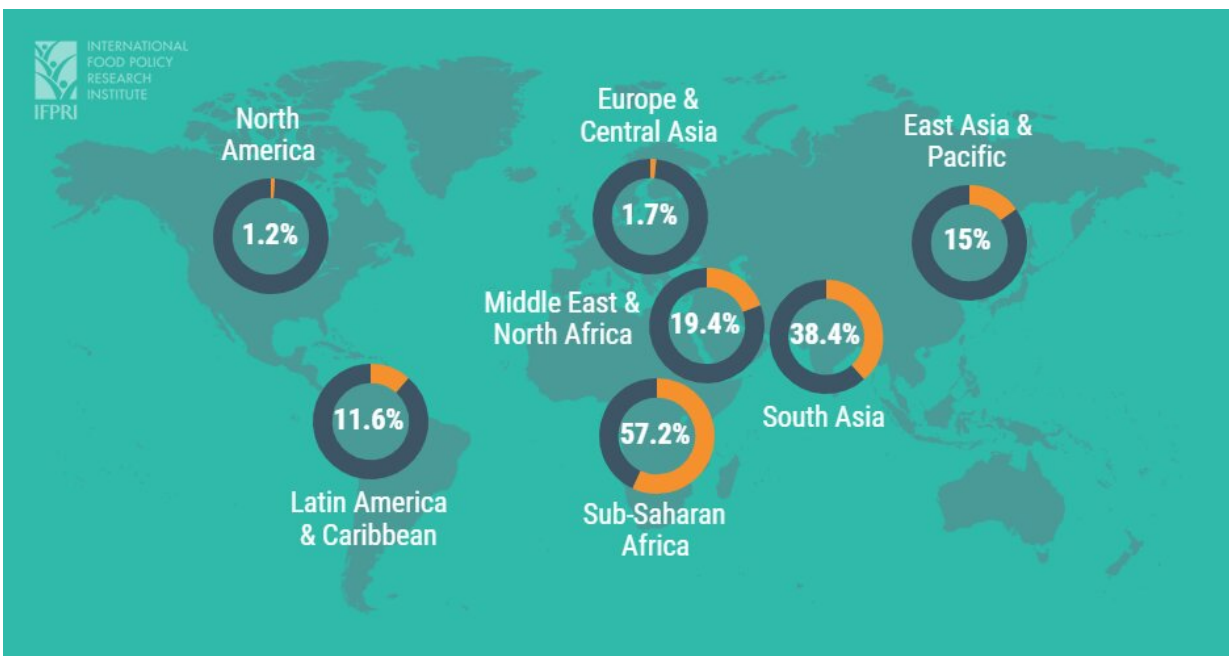 INTERNATIONAL
FOOD POLICY
RESEARCH
INSTITUTE
IFPRI
North
America
1.2%
Europe &
Central Asia
1.7%
East Asia &
Pacific
15%
Middle East &
North Africa
19.4%
38.4%
South Asia
11.6%
Latin America
& Caribbean
57.2%
Sub-Saharan
Africa